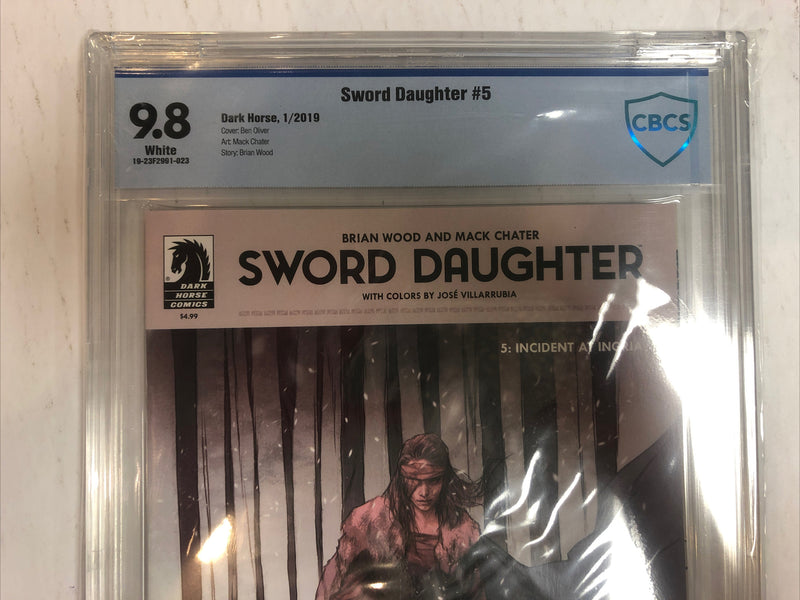 Sword Daughter #5
9.8
White
19-23F2991-023
Dark Horse, 1/2019
Cover: Ben Oliver
Art: Mack Chater
Story: Brian Wood
CBCS
BRIAN WOOD AND MACK CHATER
SWORD DAUGHTER
WITH COLORS BY JOSÉ VILLARRUBIA
DARK
HORSE
COMICS
$4.99
5: INCIDENT AT